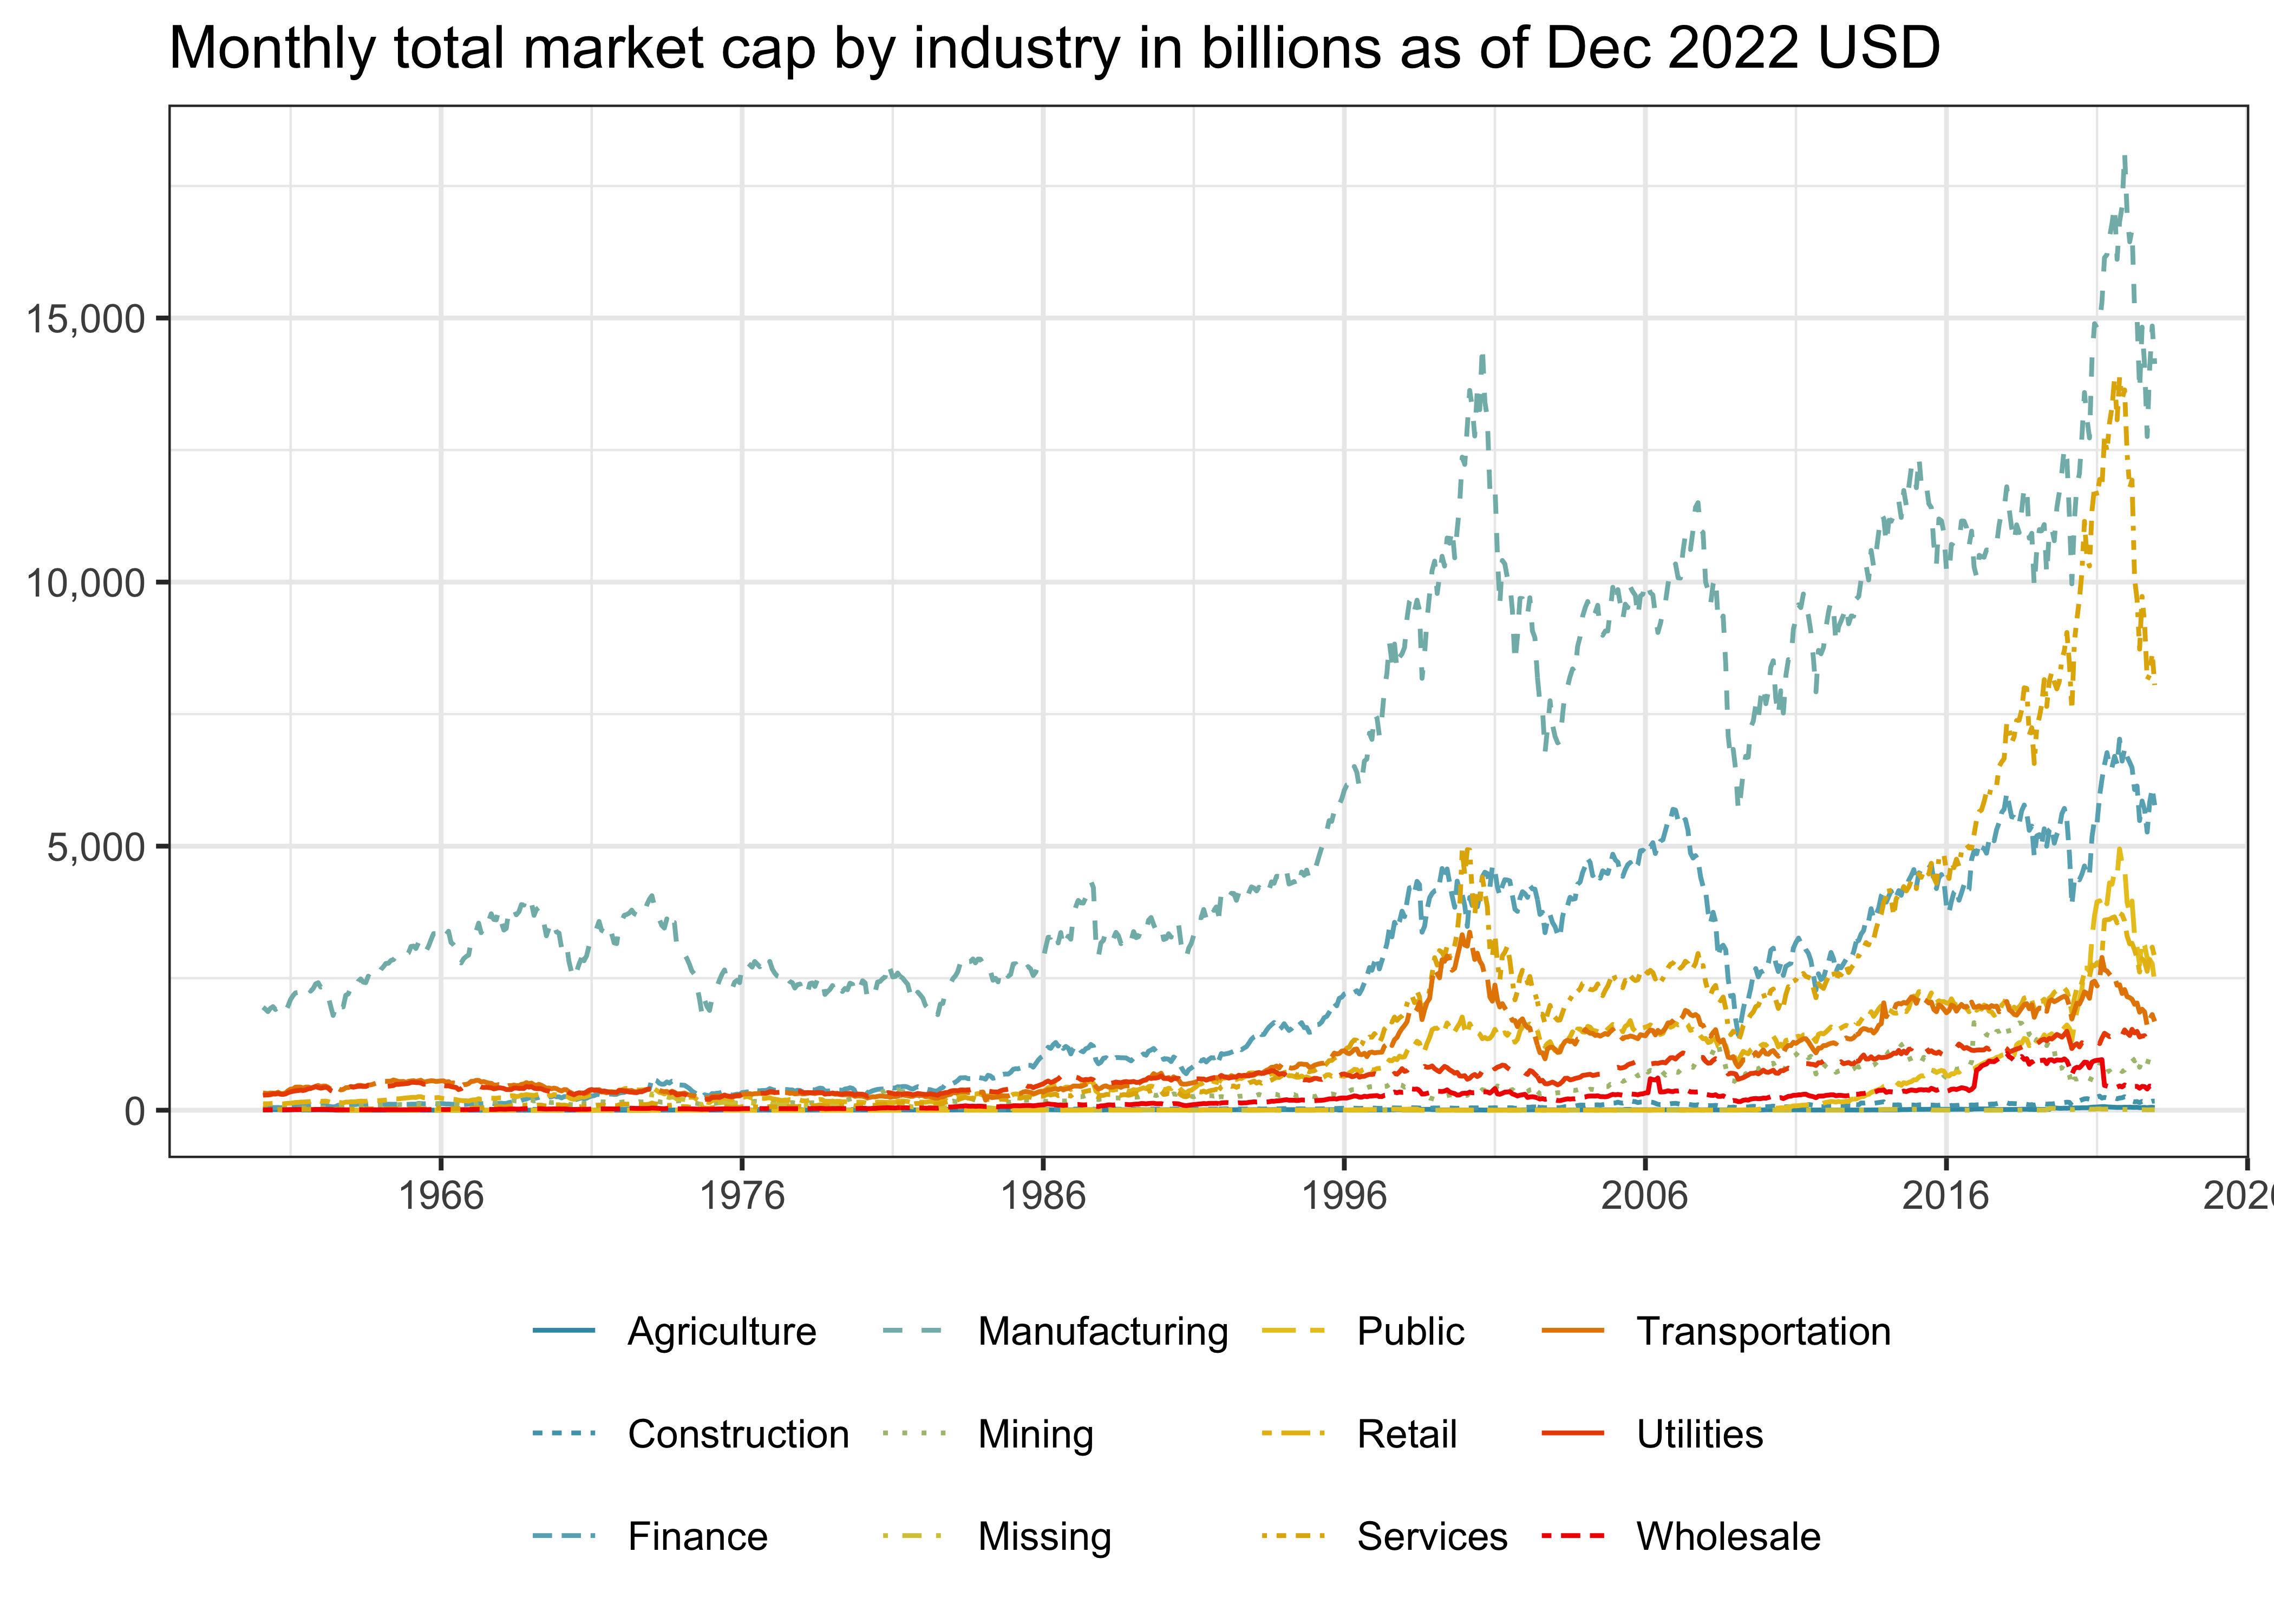 Monthly total market cap by industry in billions as of Dec 2022 USD
15,000
10,000
5,000
0
1966 1976 1986 1996 2006 2016 202
Agriculture Manufacturing Public Transportation
Construction Mining Retail Utilities
Finance Missing Services Wholesale